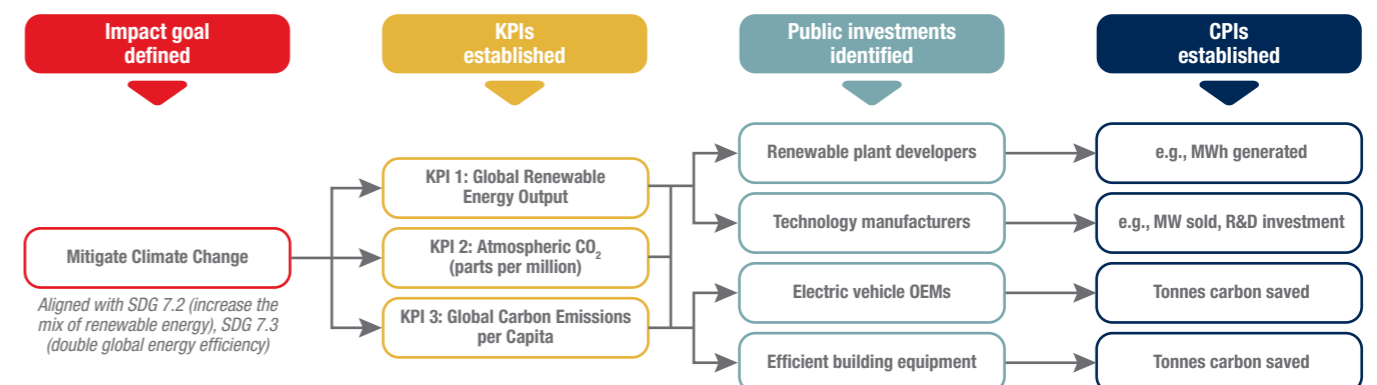 Impact goal
defined
KPIs
established
Public investments
identified
CPIs
established
Mitigate Climate Change
Aligned with SDG 7.2 (increase the
mix of renewable energy), SDG 7.3
(double global energy efficiency)
KPI 1: Global Renewable
Energy Output
KPI 2: Atmospheric CO₂
(parts per million)
KPI 3: Global Carbon Emissions
per Capita
Renewable plant developers
Technology manufacturers
Electric vehicle OEMs
Efficient building equipment
e.g., MWh generated
e.g., MW sold, R&D investment
Tonnes carbon saved
Tonnes carbon saved